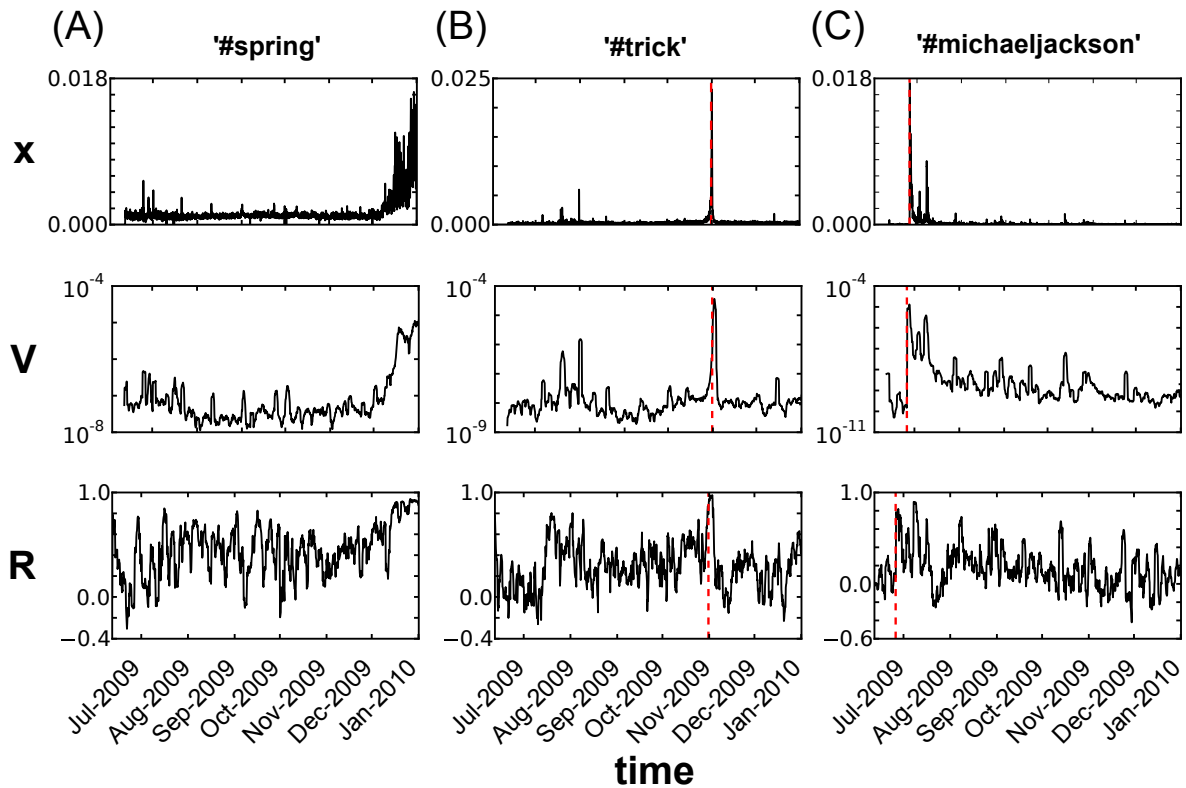 (A) (B) (C)
'#spring' '#trick' '#michaeljackson'
x
0.018
0.000
0.025
0.000
0.018
0.000
V
10^-4
10^-8
10^-4
10^-9
10^-4
10^-11
R
1.0
0.0
−0.4
1.0
0.0
−0.4
1.0
0.0
−0.6
Jul-2009 Aug-2009 Sep-2009 Oct-2009 Nov-2009 Dec-2009 Jan-2010
Jul-2009 Aug-2009 Sep-2009 Oct-2009 Nov-2009 Dec-2009 Jan-2010
Jul-2009 Aug-2009 Sep-2009 Oct-2009 Nov-2009 Dec-2009 Jan-2010
time